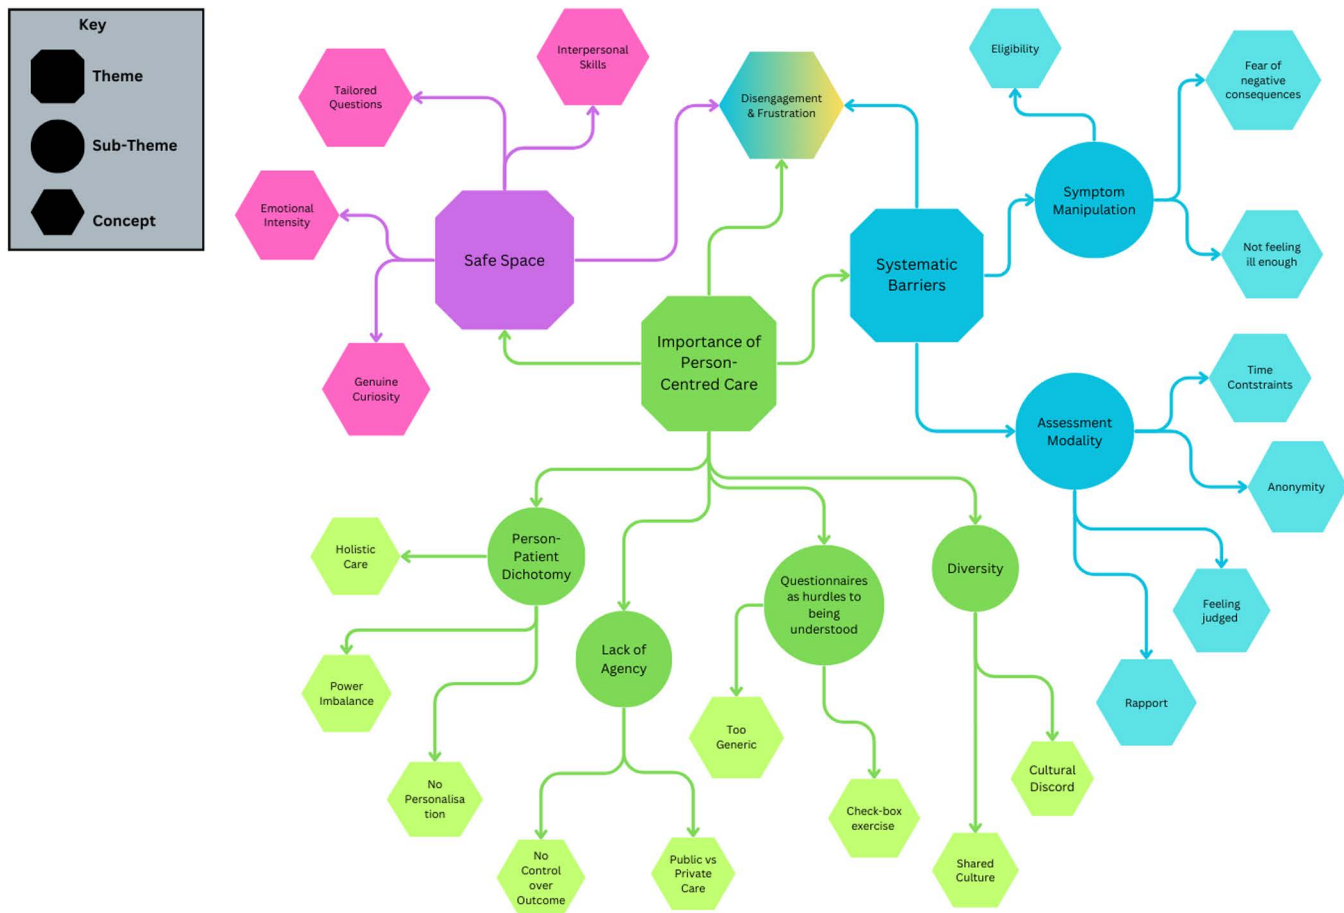 Key
Theme
Sub-Theme
Concept
Interpersonal
Skills
Tailored
Questions
Emotional
Intensity
Genuine
Curiosity
Safe Space
Disengagement
& Frustration
Importance of
Person-
Centred Care
Systematic
Barriers
Eligibility
Fear of
negative
consequences
Symptom
Manipulation
Not feeling
ill enough
Time
Contstraints
Assessment
Modality
Anonymity
Feeling
judged
Rapport
Person-
Patient
Dichotomy
Holistic
Care
Power
Imbalance
No
Personalisa
tion
Lack of
Agency
No
Control
over
Outcome
Public vs
Private
Care
Questionnaires
as hurdles to
being
understood
Too
Generic
Check-box
exercise
Diversity
Cultural
Discord
Shared
Culture